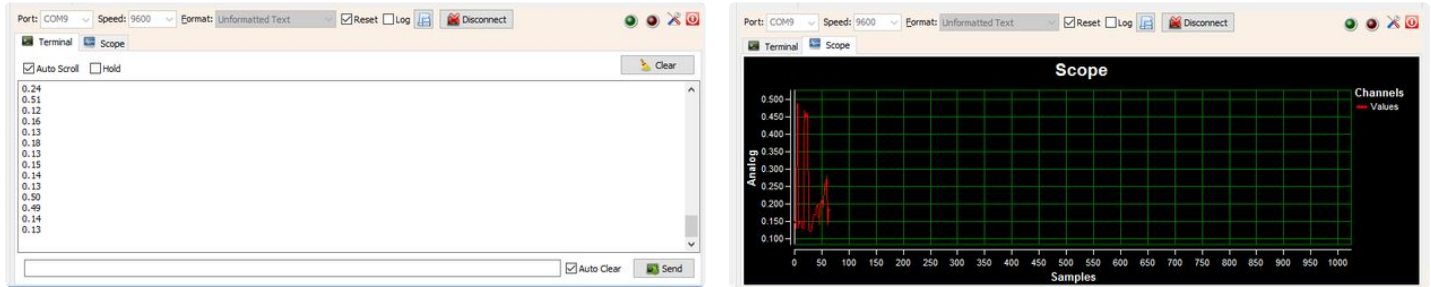 Port: COM9 Speed: 9600 Format: Unformatted Text Reset Log Disconnect
Terminal Scope
Auto Scroll Hold Clear
0.24
0.51
0.12
0.16
0.13
0.18
0.13
0.15
0.14
0.13
0.50
0.49
0.14
0.13
Auto Clear Send
Port: COM9 Speed: 9600 Format: Unformatted Text Reset Log Disconnect
Terminal Scope
Scope
Channels
Values
Analog
0.500
0.450
0.400
0.350
0.300
0.250
0.200
0.150
0.100
0 50 100 150 200 250 300 350 400 450 500 550 600 650 700 750 800 850 900 950 1000
Samples